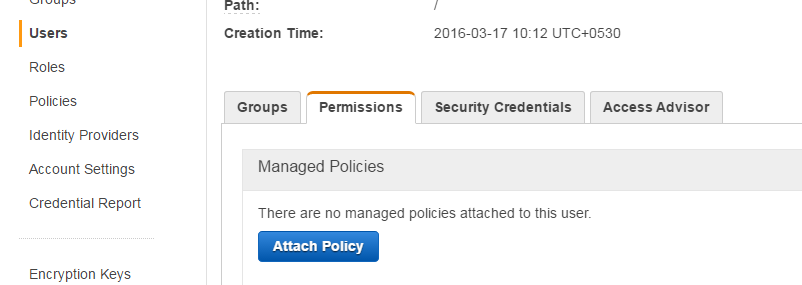 Groups
Users
Roles
Policies
Identity Providers
Account Settings
Credential Report
Encryption Keys
Path: /
Creation Time: 2016-03-17 10:12 UTC+0530
Groups Permissions Security Credentials Access Advisor
Managed Policies
There are no managed policies attached to this user.
Attach Policy